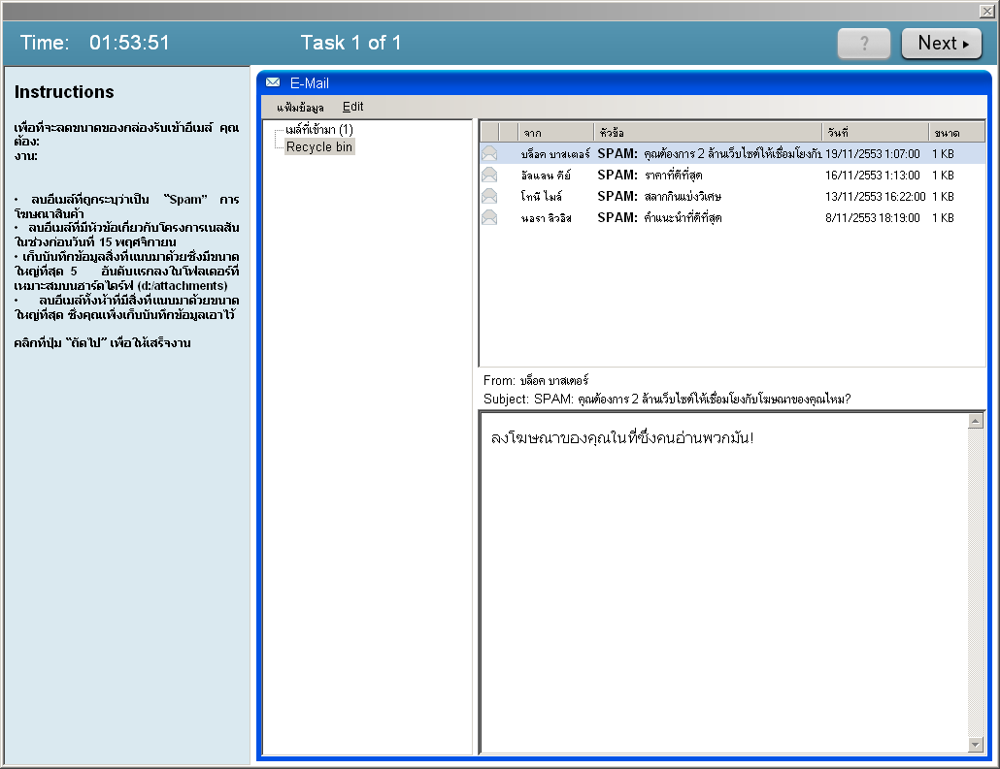 Time: 01:53:51
Task 1 of 1
?
Next
Instructions
เพื่อที่จะลดขนาดของกล่องรับเข้าอีเมล์ คุณ
ต้อง:
งาน:
• ลบอีเมล์ที่ถูกระบุว่าเป็น “Spam” การ
โฆษณาสินค้า
• ลบอีเมล์ที่มีหัวข้อเกี่ยวกับโครงการเนลสัน
ในช่วงก่อนวันที่ 15 พฤศจิกายน
• เก็บบันทึกข้อมูลสิ่งที่แนบมาด้วยซึ่งมีขนาด
ใหญ่ที่สุด 5 อันดับแรกลงในโฟลเดอร์ที่
เหมาะสมบนฮาร์ดไดร์ฟ (d:/attachments)
• ลบอีเมล์ทั้งห้าที่มีสิ่งที่แนบมาด้วยขนาด
ใหญ่ที่สุด ซึ่งคุณเพิ่งเก็บบันทึกข้อมูลเอาไว้
คลิกที่ปุ่ม “ถัดไป” เพื่อให้เสร็จงาน
E-Mail
แฟ้มข้อมูล Edit
เมล์ที่เข้ามา (1)
Recycle bin
จาก หัวข้อ วันที่ ขนาด
บล็อค บาสเตอร์ SPAM: คุณต้องการ 2 ล้านเว็บไซต์ให้เชื่อมโยงกับ 19/11/2553 1:07:00 1 KB
อัลแลน คีย์ SPAM: ราคาที่ดีที่สุด 16/11/2553 1:13:00 1 KB
โทนี ไมล์ SPAM: สลากกินแบ่งวิเศษ 13/11/2553 16:22:00 1 KB
นอรา ลิวอิส SPAM: คำแนะนำที่ดีที่สุด 8/11/2553 18:19:00 1 KB
From: บล็อค บาสเตอร์
Subject: SPAM: คุณต้องการ 2 ล้านเว็บไซต์ให้เชื่อมโยงกับโฆษณาของคุณไหม?
ลงโฆษณาของคุณในที่ซึ่งคนอ่านพวกมัน!